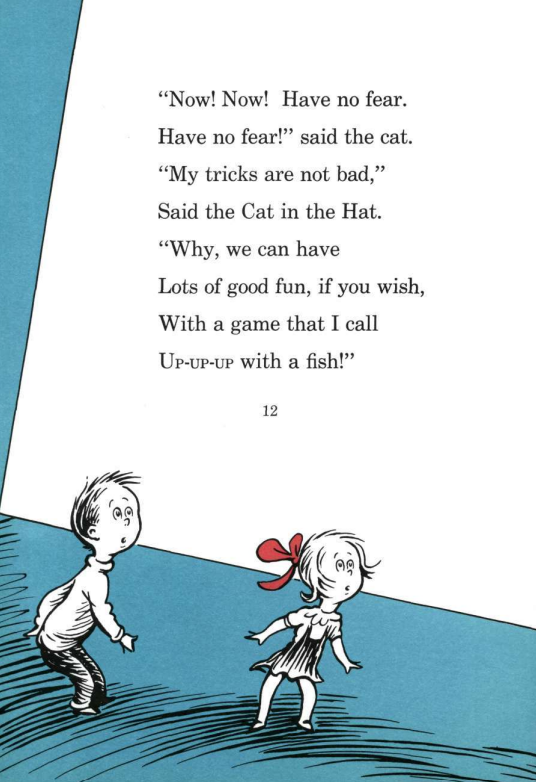 “Now! Now! Have no fear.
Have no fear!” said the cat.
“My tricks are not bad,”
Said the Cat in the Hat.
“Why, we can have
Lots of good fun, if you wish,
With a game that I call
UP-UP-UP with a fish!”
12